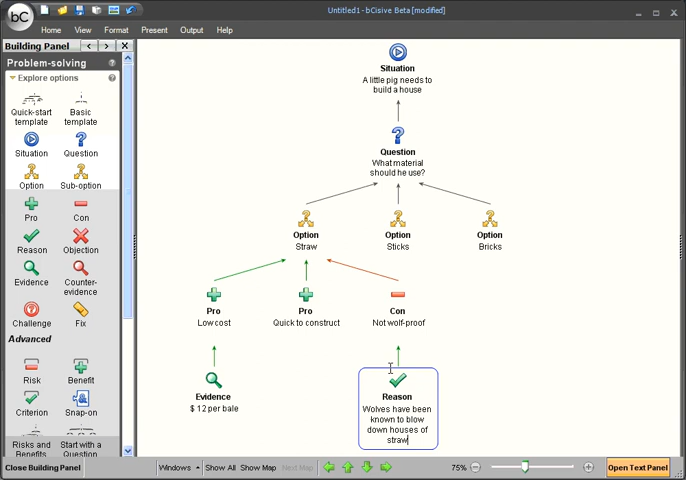 Untitled1 - bCisive Beta [modified]
bC
Home View Format Present Options Help
Building Panel
Problem-solving
Explore options
Quick-start template
Basic template
Situation
Question
Option
Sub-option
Pro
Con
Reason
Objection
Evidence
Counter-evidence
Challenge
Fix
Advanced
Risk
Benefit
Criterion
Snap-on
Risks and Benefits
Start with a Question
Situation
A little pig needs to
build a house
Question
What material
should he use?
Option
Straw
Option
Sticks
Option
Bricks
Pro
Low cost
Pro
Quick to construct
Con
Not wolf-proof
Evidence
$ 12 per bale
Reason
Wolves have been
known to blow
down houses of
straw
Close Building Panel
Windows Show All Show Map Next Map
75%
Open Text Panel